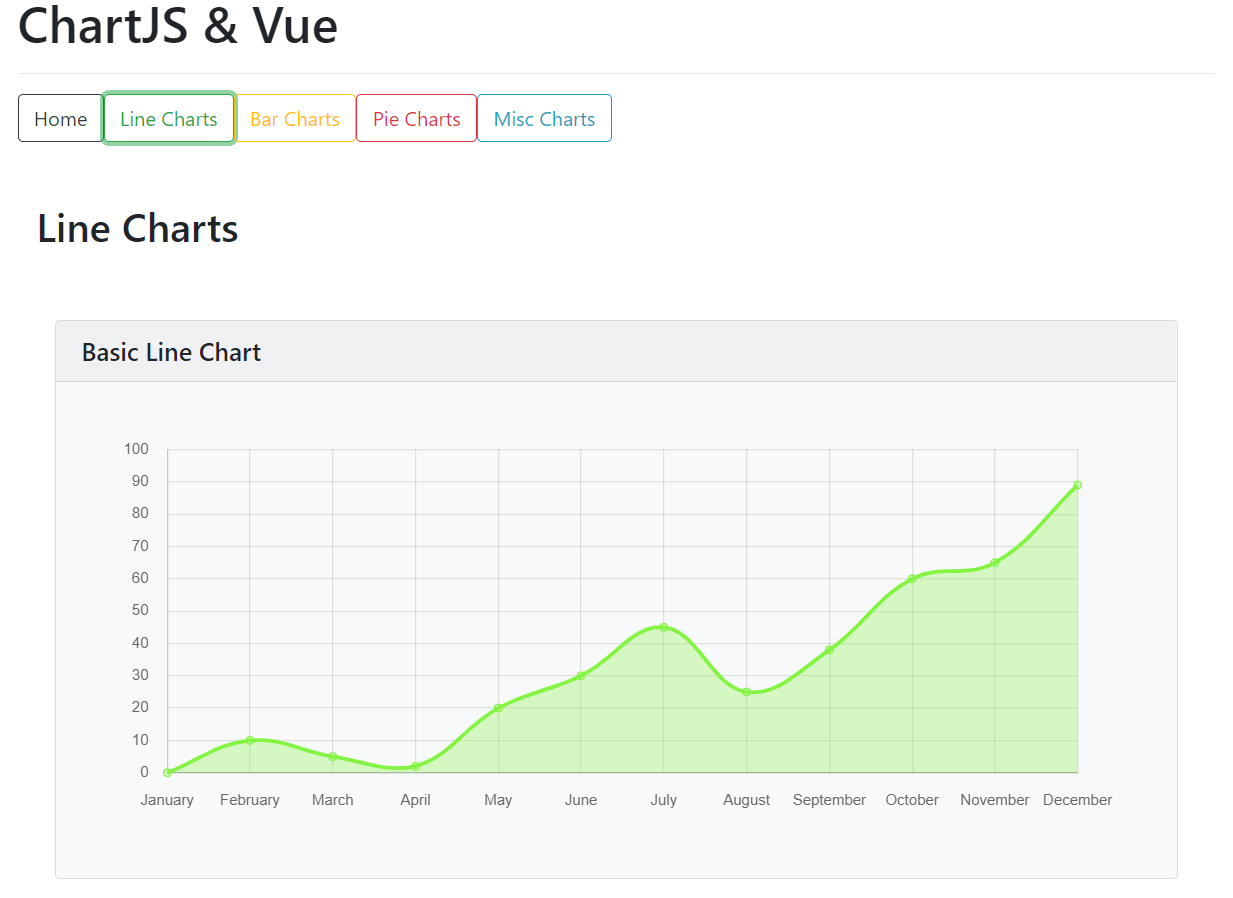 ChartJS & Vue
Home Line Charts Bar Charts Pie Charts Misc Charts
Line Charts
Basic Line Chart
100
90
80
70
60
50
40
30
20
10
0
January February March April May June July August September October November December